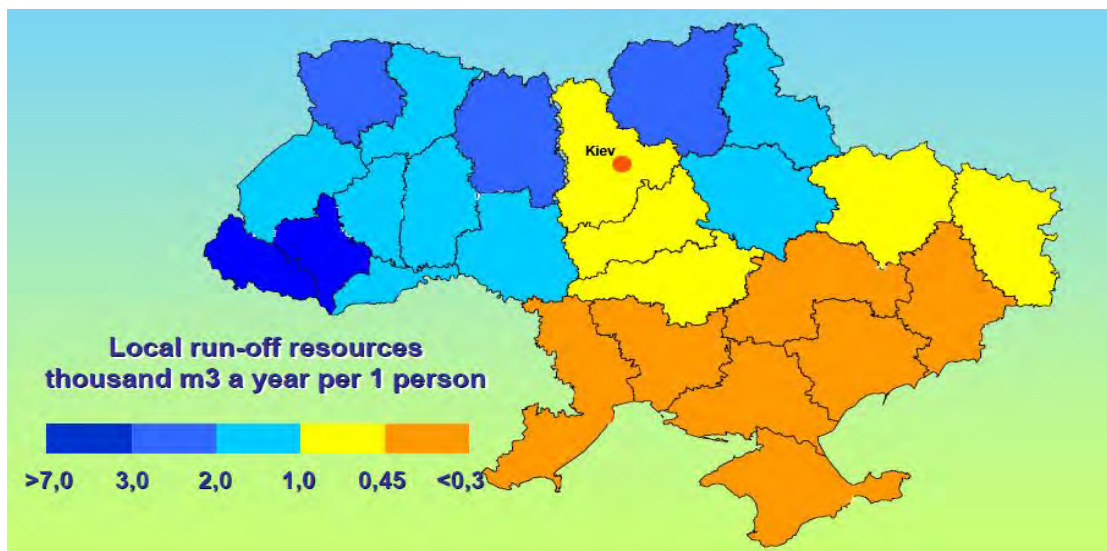 Kiev
Local run-off resources
thousand m3 a year per 1 person
>7,0 3,0 2,0 1,0 0,45 <0,3